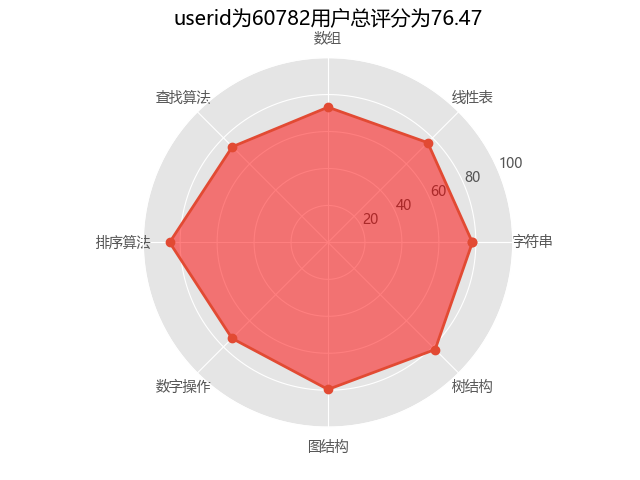 userid为60782用户总评分为76.47
数组
查找算法
线性表
100
80
60
40
20
排序算法
字符串
数字操作
树结构
图结构